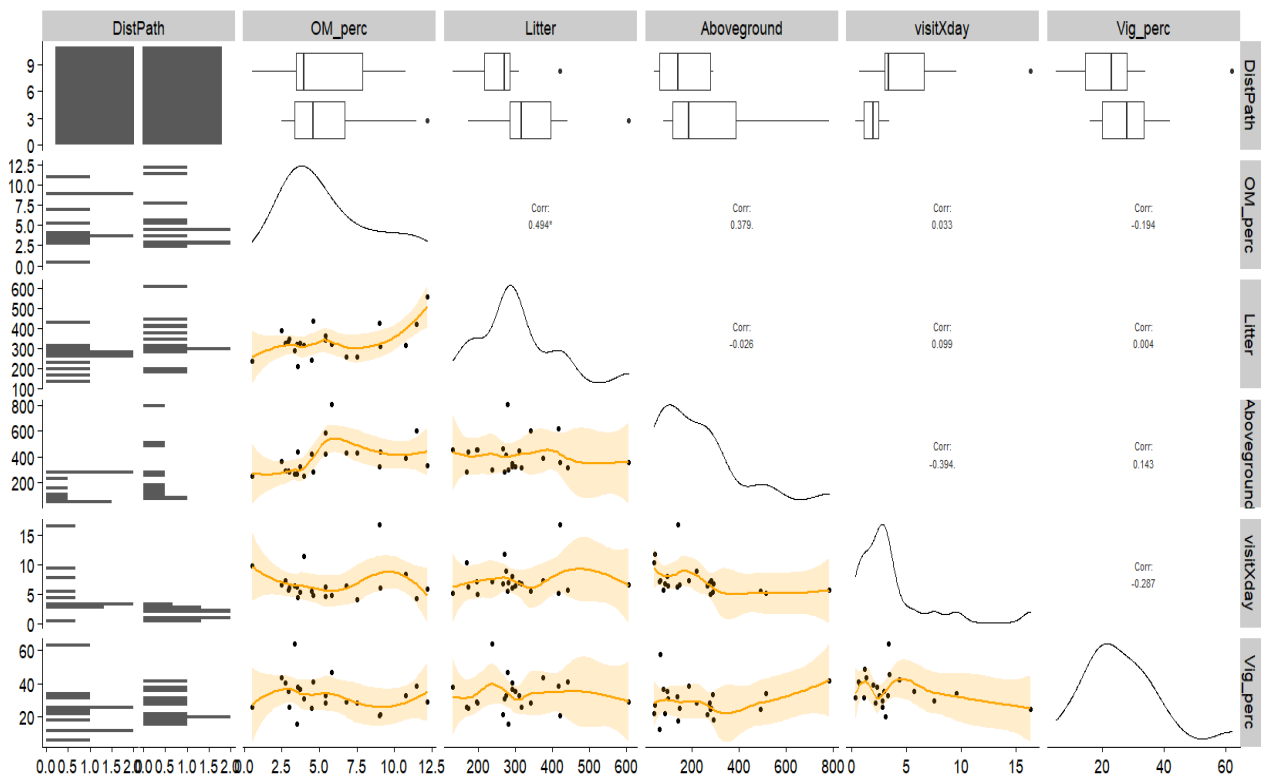 DistPath OM_perc Litter Aboveground visitXday Vig_perc
9
6
3
0
DistPath
12.5
10.0
7.5
5.0
2.5
0.0
Corr:
0.494*
Corr:
0.379.
Corr:
0.033
Corr:
-0.194
OM_perc
600
500
400
300
200
100
Corr:
-0.026
Corr:
0.099
Corr:
0.004
Litter
800
600
400
200
Corr:
-0.394.
Corr:
0.143
Aboveground
15
10
5
0
Corr:
-0.287
visitXday
60
40
20
Vig_perc
0.0 0.5 1.0 1.5 2.0 0.0 0.5 1.0 1.5 2.0 0.0 2.5 5.0 7.5 10.0 12.5 200 300 400 500 600 200 400 600 800 5 10 15 20 40 60